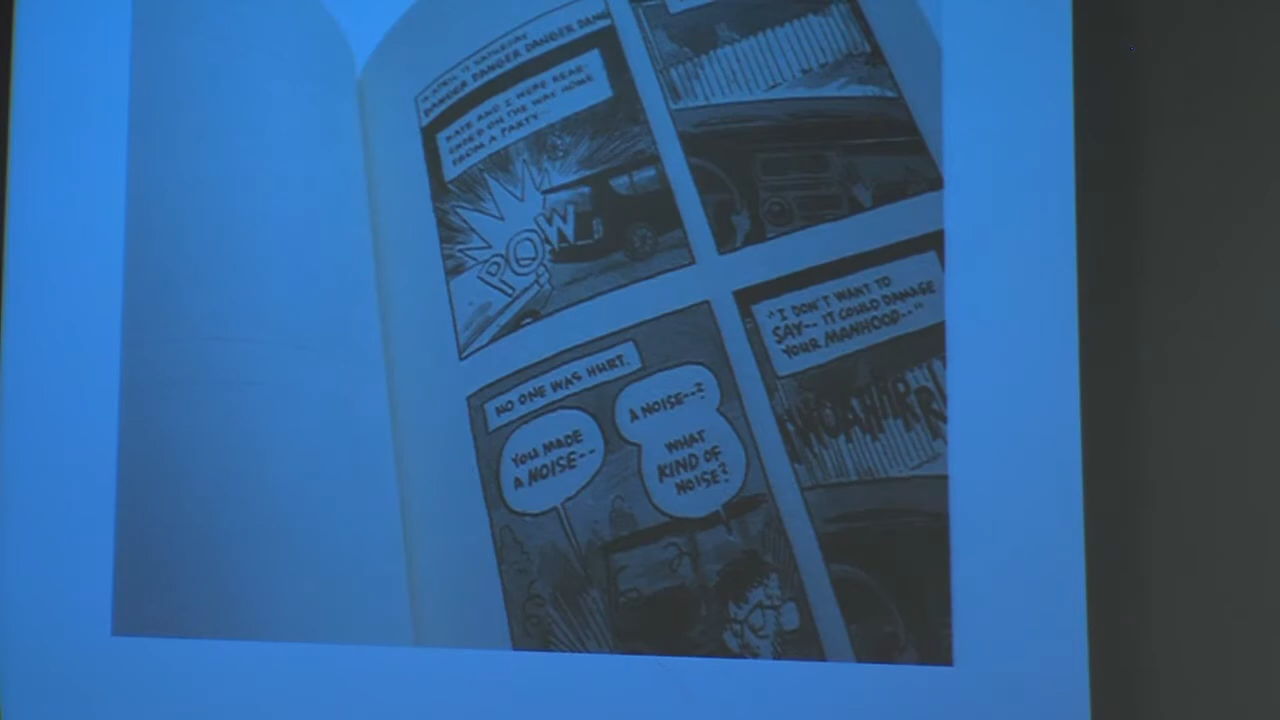 DANGER DANGER DANGER DANG
KATE AND I WERE REAR-
ENDED ON THE WAY HOME
FROM A PARTY--
POW
NO ONE WAS HURT.
YOU MADE
A NOISE--
A NOISE--?
WHAT
KIND OF
NOISE?
"I DON'T WANT TO
SAY-- IT COULD DAMAGE
YOUR MANHOOD--"